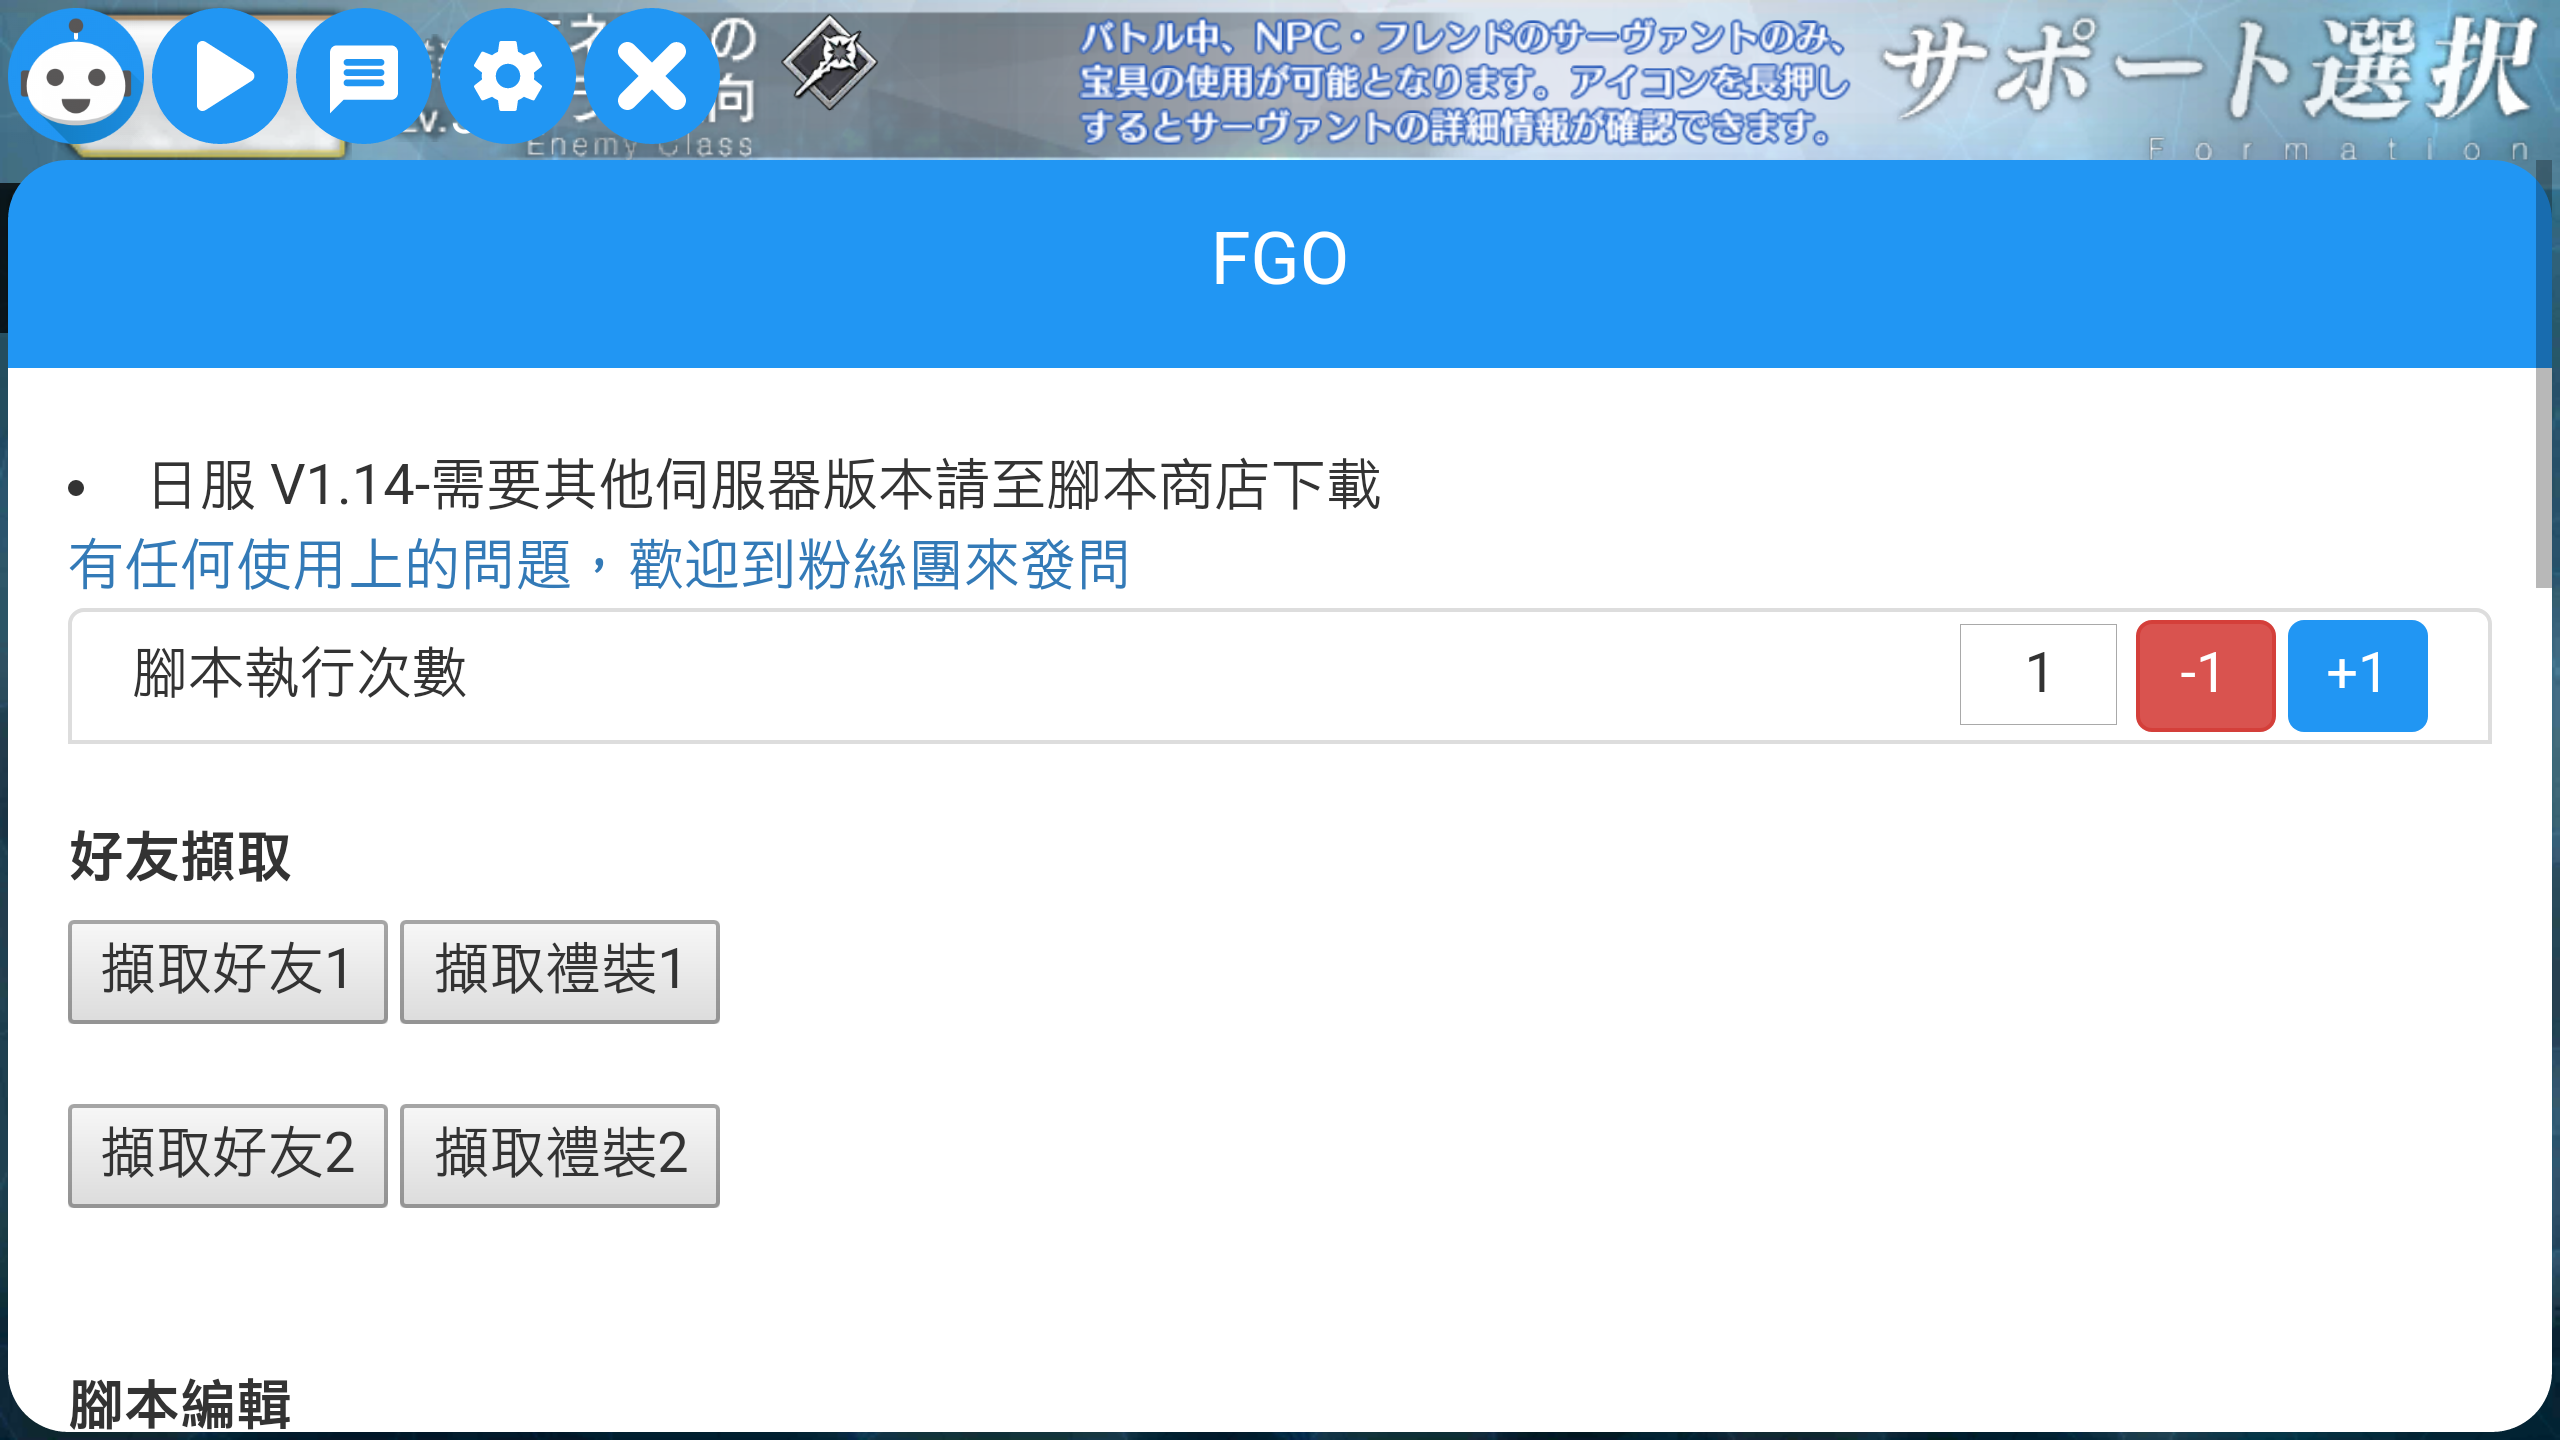 の
向
Enemy Class
バトル中、NPC・フレンドのサーヴァントのみ、
宝具の使用が可能となります。アイコンを長押し
するとサーヴァントの詳細情報が確認できます。
サポート選択
Formation
FGO
• 日服 V1.14-需要其他伺服器版本請至腳本商店下載
有任何使用上的問題，歡迎到粉絲團來發問
腳本執行次數 1 -1 +1
好友擷取
擷取好友1 擷取禮裝1
擷取好友2 擷取禮裝2
腳本編輯